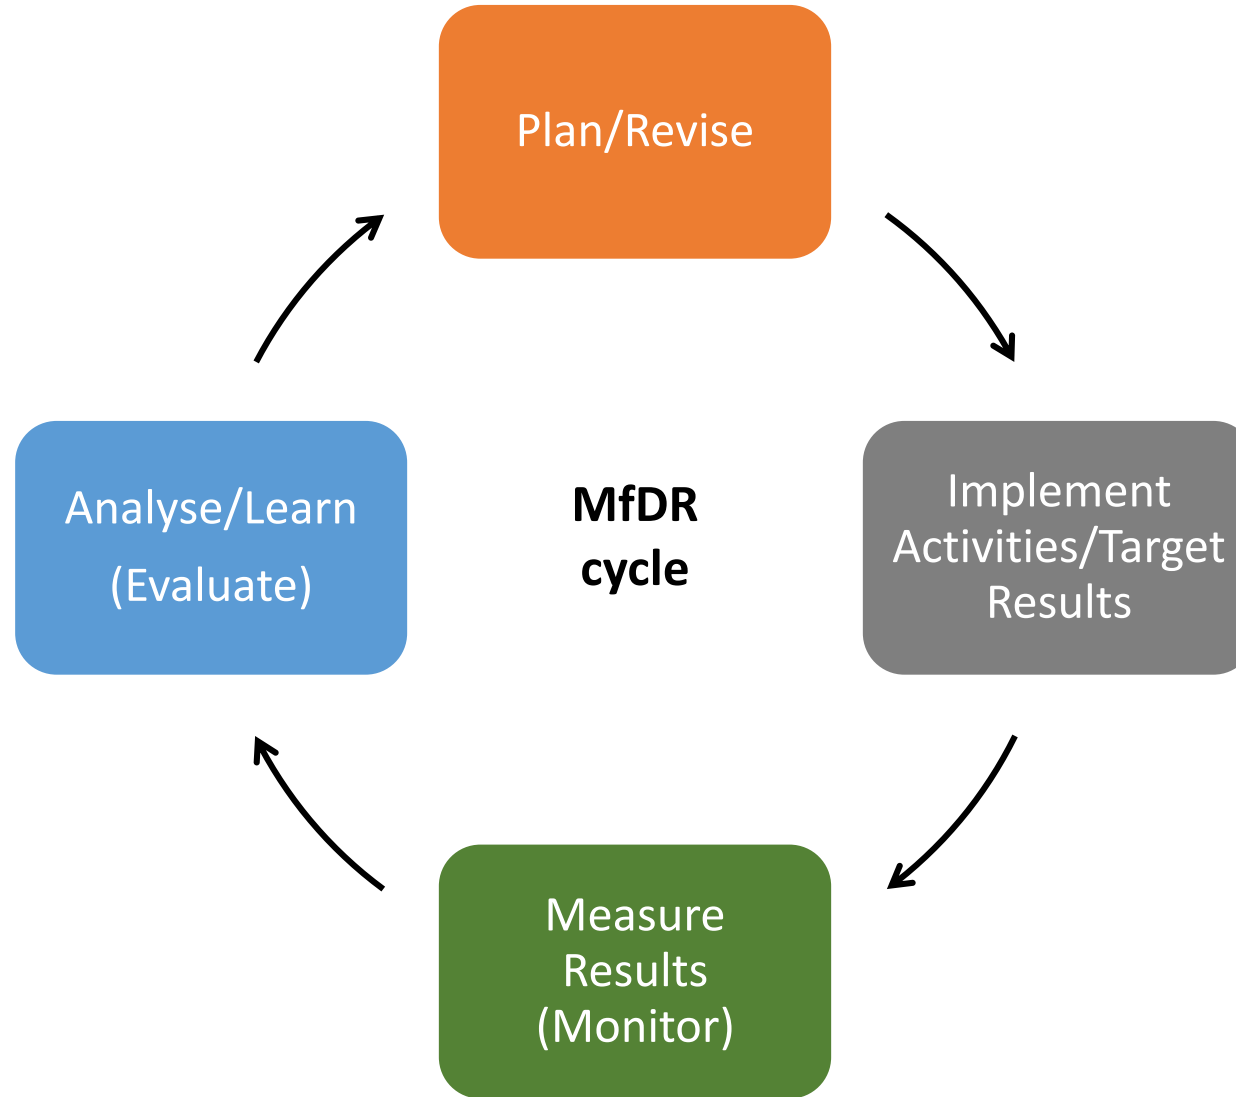 Plan/Revise
Analyse/Learn
(Evaluate)
MfDR
cycle
Implement
Activities/Target
Results
Measure
Results
(Monitor)